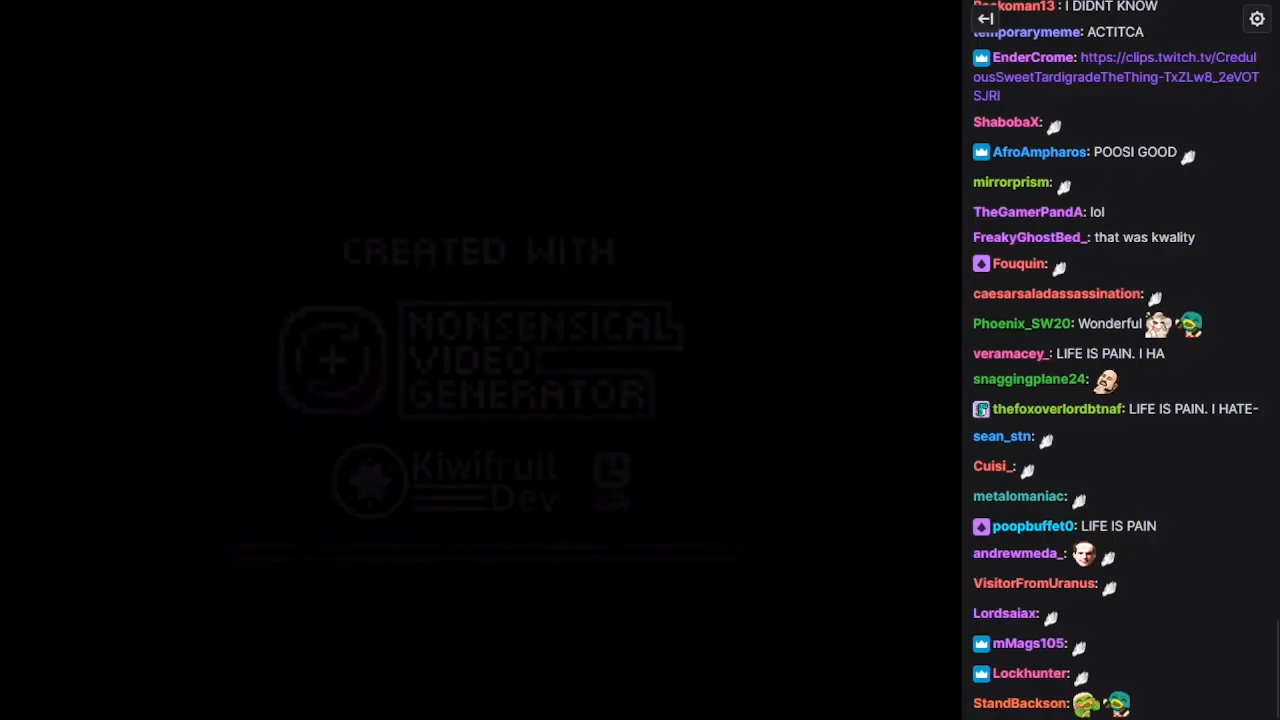 CREATED WITH
NONSENSICAL
VIDEO
GENERATOR
Kiwifruit
Dev
Rockoman13: I DIDNT KNOW
temporarymeme: ACTITCA
EnderCrome: https://clips.twitch.tv/Credul
ousSweetTardigradeTheThing-TxZLw8_2eVOT
SJRI
ShabobaX:
AfroAmpharos: POOSI GOOD
mirrorprism:
TheGamerPandA: lol
FreakyGhostBed_: that was kwality
Fouquin:
caesarsaladassassination:
Phoenix_SW20: Wonderful
veramacey_: LIFE IS PAIN. I HA
snaggingplane24:
thefoxoverlordbtnaf: LIFE IS PAIN. I HATE-
sean_stn:
Cuisi_:
metalomaniac:
poopbuffet0: LIFE IS PAIN
andrewmeda_:
VisitorFromUranus:
Lordsaiax:
mMags105:
Lockhunter:
StandBackson: